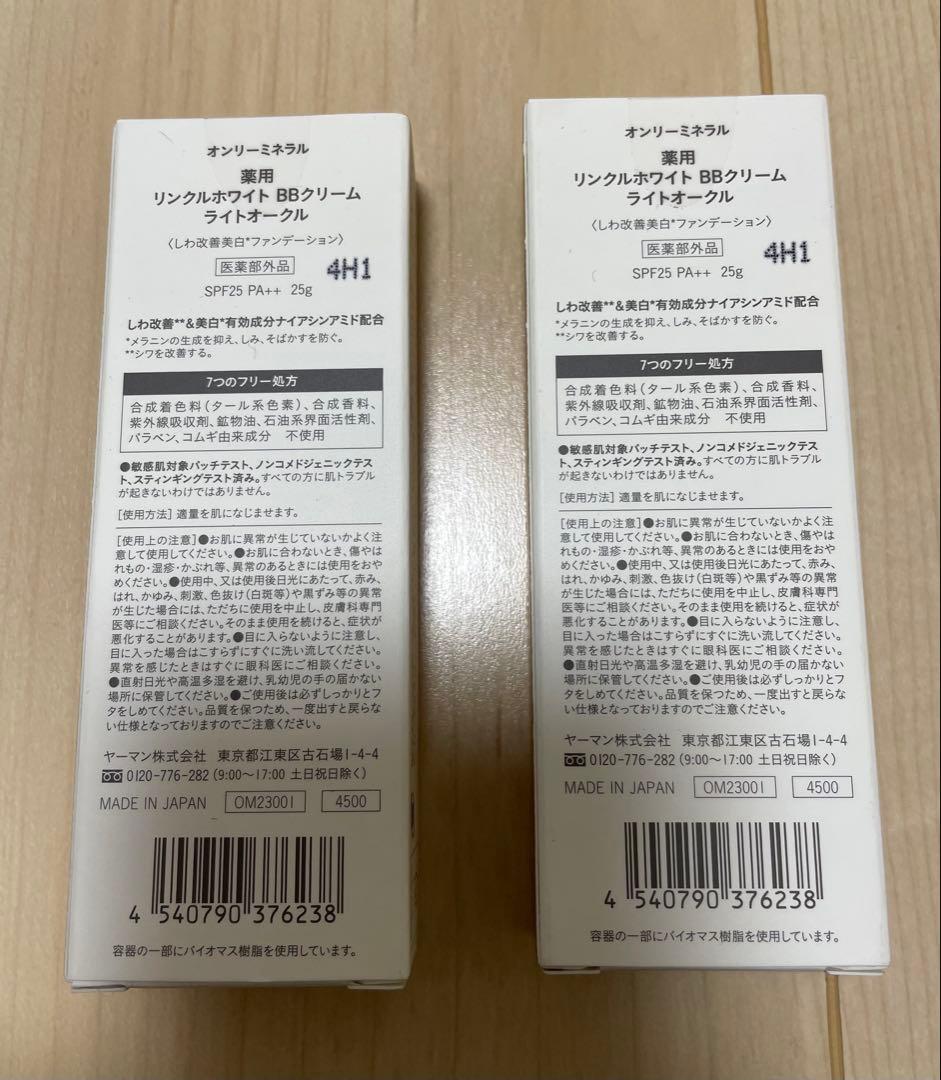 オンリーミネラル
薬用
リンクルホワイト BBクリーム
ライトオークル
〈しわ改善美白*ファンデーション〉
医薬部外品
4H1
SPF25 PA++ 25g
しわ改善**&美白*有効成分ナイアシンアミド配合
*メラニンの生成を抑え、しみ、そばかすを防ぐ。
**シワを改善する。
7つのフリー処方
合成着色料(タール系色素)、合成香料、
紫外線吸収剤、鉱物油、石油系界面活性剤、
パラベン、コムギ由来成分 不使用
●敏感肌対象パッチテスト、ノンコメドジェニックテス
ト、スティンギングテスト済み。すべての方に肌トラブル
が起きないわけではありません。
[使用方法] 適量を肌になじませます。
[使用上の注意]●お肌に異常が生じていないかよく注
意して使用してください。●お肌に合わないとき、傷やは
れもの・湿疹・かぶれ等、異常のあるときには使用をおや
めください。●使用中、又は使用後日光にあたって、赤み、
はれ、かゆみ、刺激、色抜け(白斑等)や黒ずみ等の異常
が生じた場合には、ただちに使用を中止し、皮膚科専門
医等にご相談ください。そのまま使用を続けると、症状が
悪化することがあります。●目に入らないように注意し、
目に入った場合はこすらずにすぐに洗い流してください。
異常を感じたときはすぐに眼科医にご相談ください。
●直射日光や高温多湿を避け、乳幼児の手の届かない
場所に保管してください。●ご使用後は必ずしっかりとフ
タをしめてください。品質を保つため、一度出すと戻らな
い仕様となっておりますのでご注意ください。
ヤーマン株式会社 東京都江東区古石場1-4-4
0120-776-282 (9:00〜17:00 土日祝日除く)
MADE IN JAPAN OM23001 4500
4 540790 376238
容器の一部にバイオマス樹脂を使用しています。
オンリーミネラル
薬用
リンクルホワイト BBクリーム
ライトオークル
〈しわ改善美白*ファンデーション〉
医薬部外品
4H1
SPF25 PA++ 25g
しわ改善**&美白*有効成分ナイアシンアミド配合
*メラニンの生成を抑え、しみ、そばかすを防ぐ。
**シワを改善する。
7つのフリー処方
合成着色料(タール系色素)、合成香料、
紫外線吸収剤、鉱物油、石油系界面活性剤、
パラベン、コムギ由来成分 不使用
●敏感肌対象パッチテスト、ノンコメドジェニックテス
ト、スティンギングテスト済み。すべての方に肌トラブル
が起きないわけではありません。
[使用方法] 適量を肌になじませます。
[使用上の注意]●お肌に異常が生じていないかよく注
意して使用してください。●お肌に合わないとき、傷やは
れもの・湿疹・かぶれ等、異常のあるときには使用をおや
めください。●使用中、又は使用後日光にあたって、赤み、
はれ、かゆみ、刺激、色抜け(白斑等)や黒ずみ等の異常
が生じた場合には、ただちに使用を中止し、皮膚科専門
医等にご相談ください。そのまま使用を続けると、症状が
悪化することがあります。●目に入らないように注意し、
目に入った場合はこすらずにすぐに洗い流してください。
異常を感じたときはすぐに眼科医にご相談ください。
●直射日光や高温多湿を避け、乳幼児の手の届かない
場所に保管してください。●ご使用後は必ずしっかりとフ
タをしめてください。品質を保つため、一度出すと戻らな
い仕様となっておりますのでご注意ください。
ヤーマン株式会社 東京都江東区古石場1-4-4
0120-776-282 (9:00〜17:00 土日祝日除く)
MADE IN JAPAN OM23001 4500
4 540790 376238
容器の一部にバイオマス樹脂を使用しています。